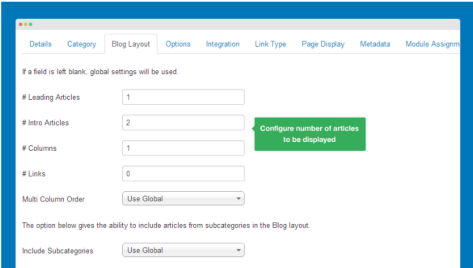 Details Category Blog Layout Options Integration Link Type Page Display Metadata Module Assignm
If a field is left blank, global settings will be used.
# Leading Articles 1
# Intro Articles 2
Configure number of articles
to be displayed
# Columns 1
# Links 0
Multi Column Order Use Global
The option below gives the ability to include articles from subcategories in the Blog layout.
Include Subcategories Use Global